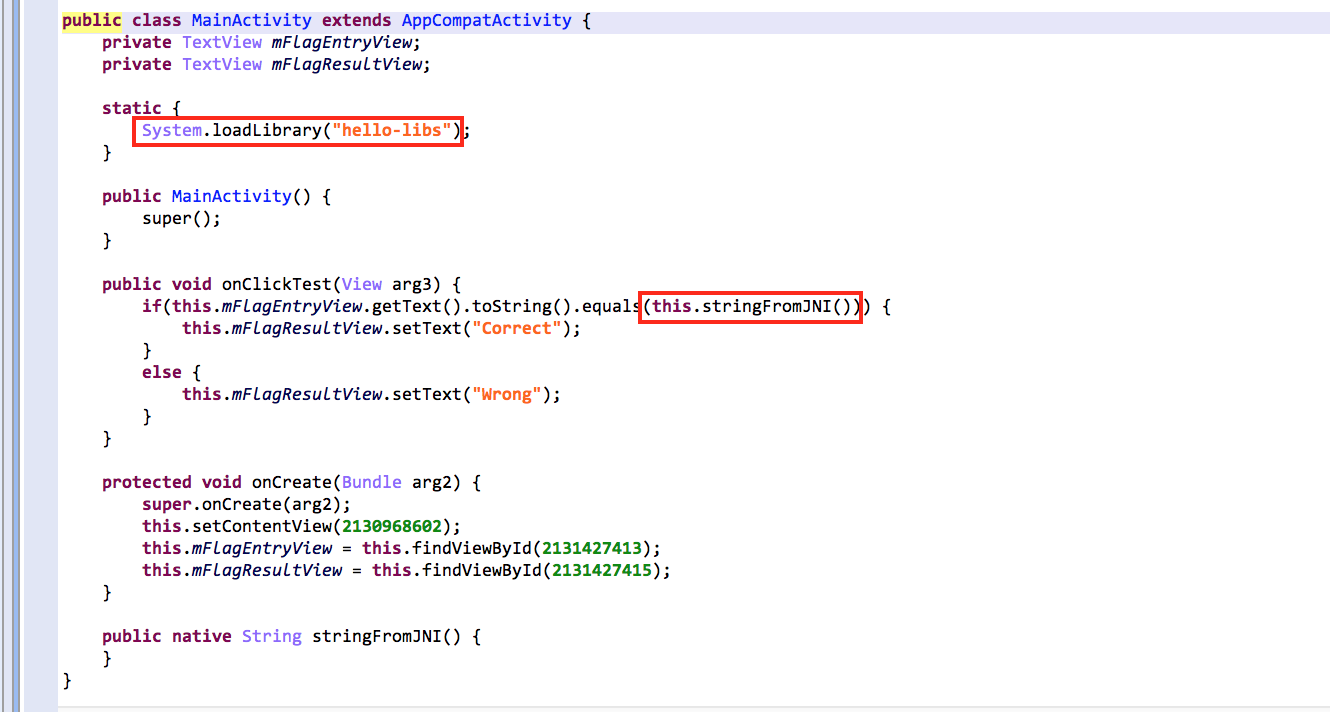 public class MainActivity extends AppCompatActivity {
    private TextView mFlagEntryView;
    private TextView mFlagResultView;

    static {
        System.loadLibrary("hello-libs");
    }

    public MainActivity() {
        super();
    }

    public void onClickTest(View arg3) {
        if(this.mFlagEntryView.getText().toString().equals(this.stringFromJNI())) {
            this.mFlagResultView.setText("Correct");
        }
        else {
            this.mFlagResultView.setText("Wrong");
        }
    }

    protected void onCreate(Bundle arg2) {
        super.onCreate(arg2);
        this.setContentView(2130968602);
        this.mFlagEntryView = this.findViewById(2131427413);
        this.mFlagResultView = this.findViewById(2131427415);
    }

    public native String stringFromJNI() {
    }
}